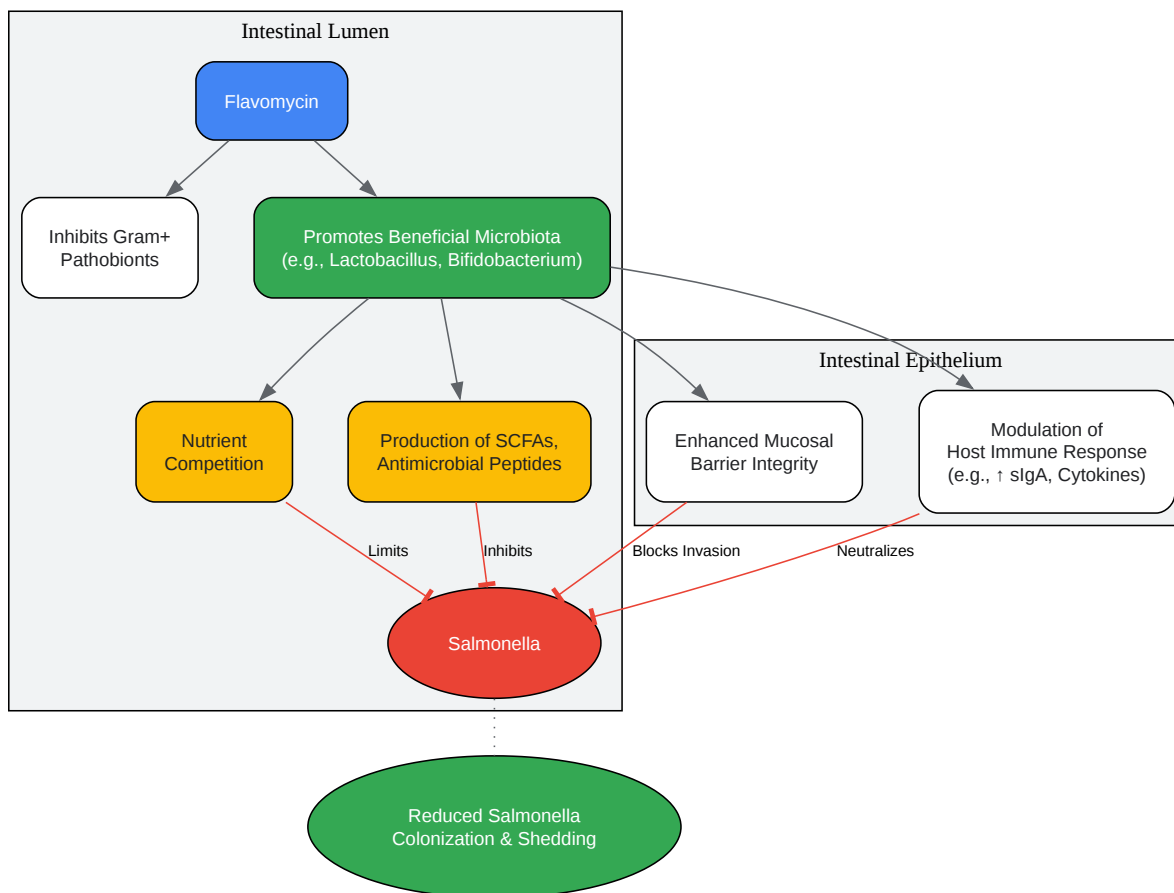 Intestinal Lumen
Flavomycin
Inhibits Gram+
Pathobionts
Promotes Beneficial Microbiota
(e.g., Lactobacillus, Bifidobacterium)
Intestinal Epithelium
Nutrient
Competition
Production of SCFAs,
Antimicrobial Peptides
Enhanced Mucosal
Barrier Integrity
Modulation of
Host Immune Response
(e.g., ↑ sIgA, Cytokines)
Limits
Inhibits
Blocks Invasion
Neutralizes
Salmonella
Reduced Salmonella
Colonization & Shedding